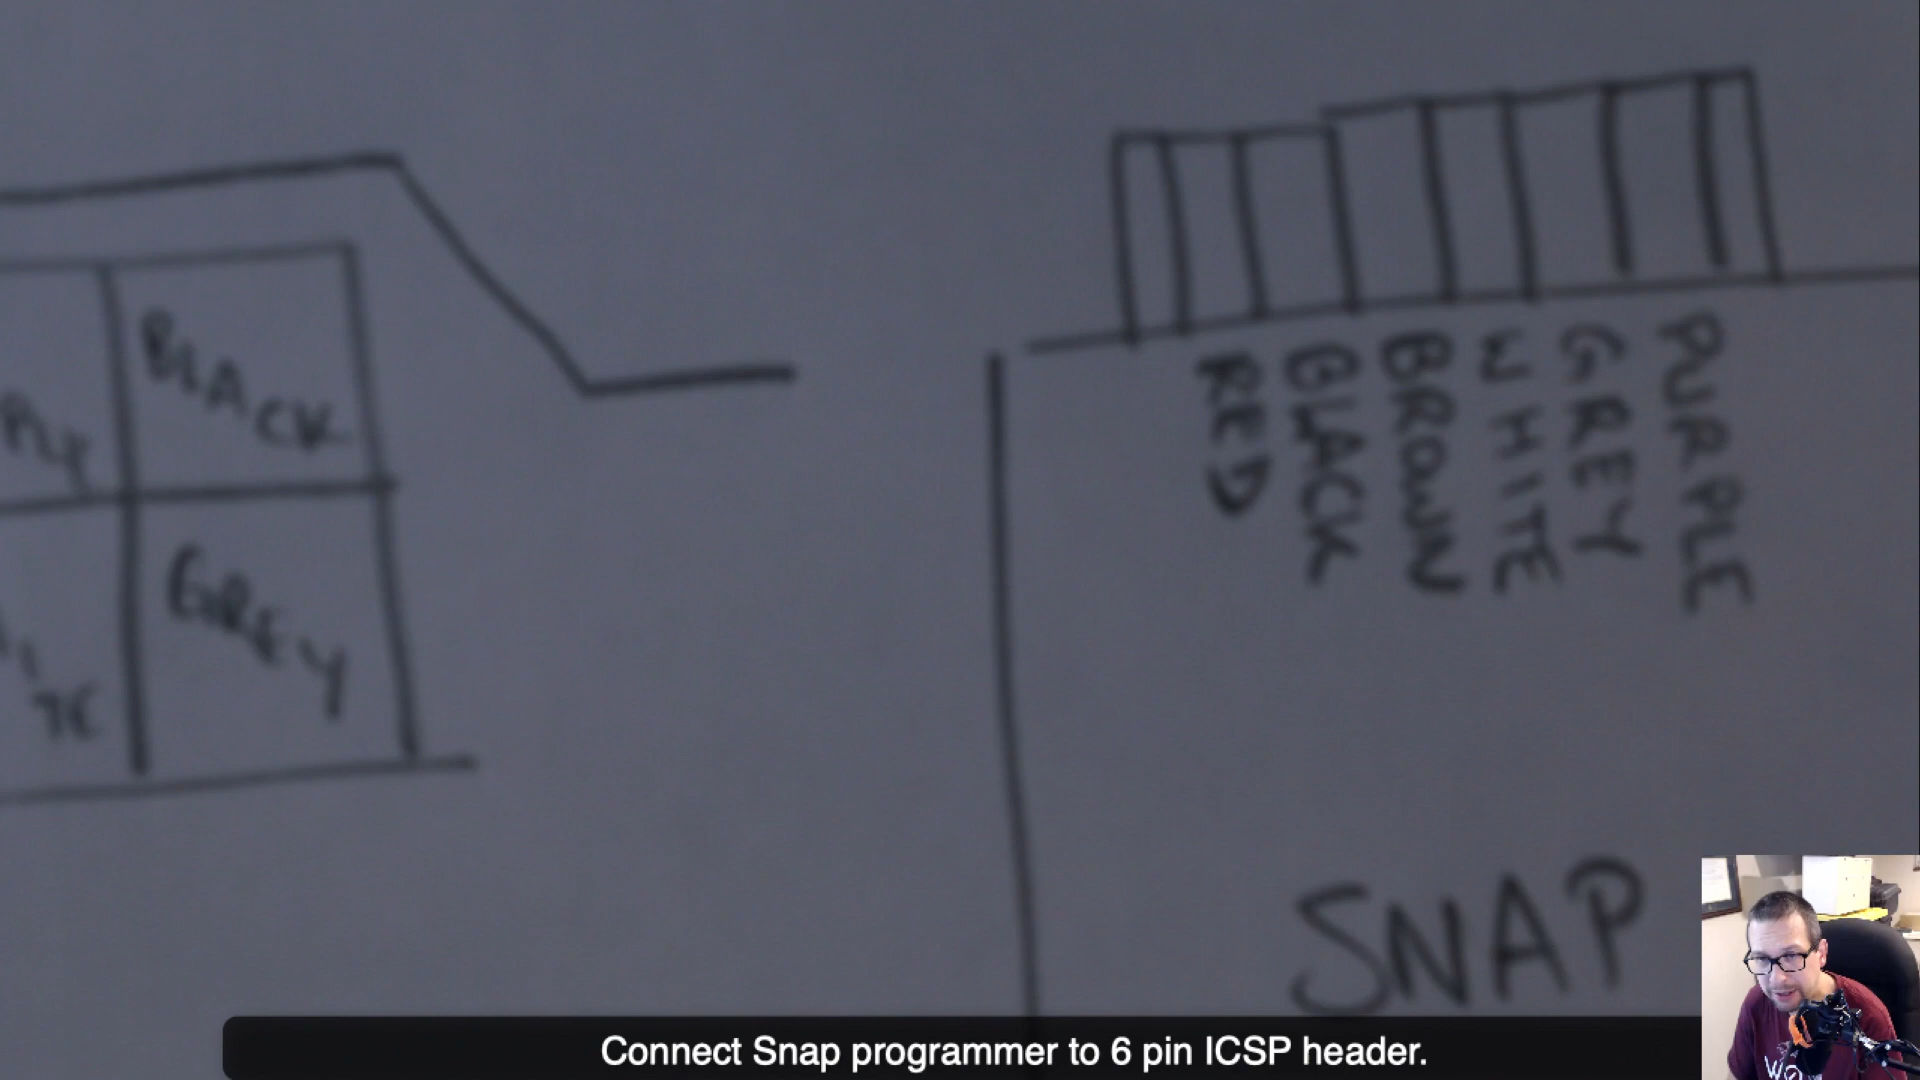 BLACK
GREY
RED
BLACK
BROWN
WHITE
GREY
PURPLE
SNAP
Connect Snap programmer to 6 pin ICSP header.